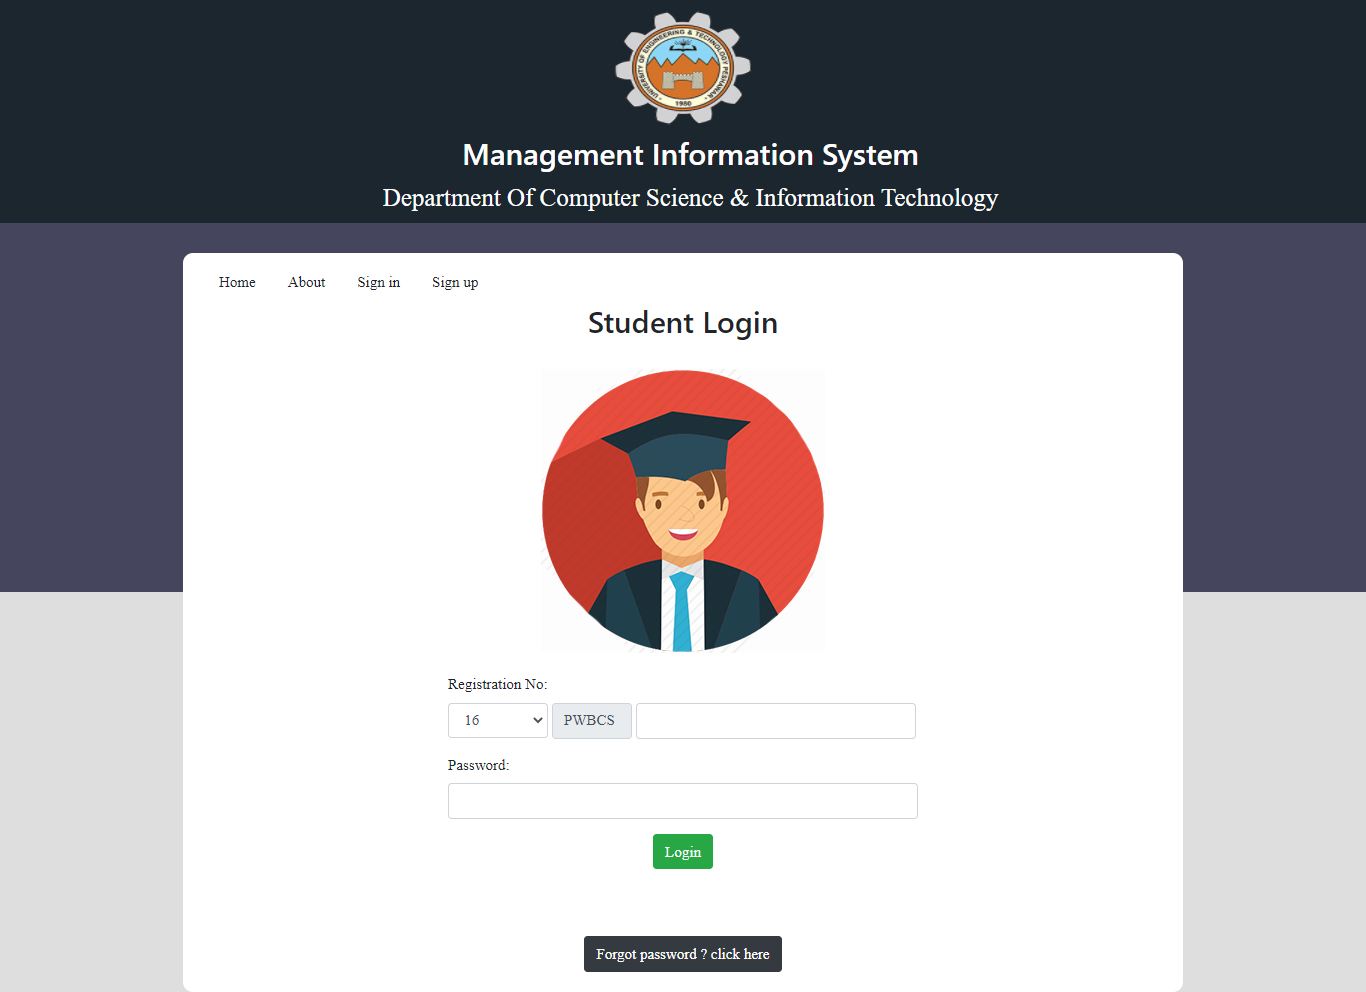 UNIVERSITY OF ENGINEERING & TECHNOLOGY PESHAWAR
1980
Management Information System
Department Of Computer Science & Information Technology
Home About Sign in Sign up
Student Login
Registration No:
16 PWBCS
Password:
Login
Forgot password ? click here